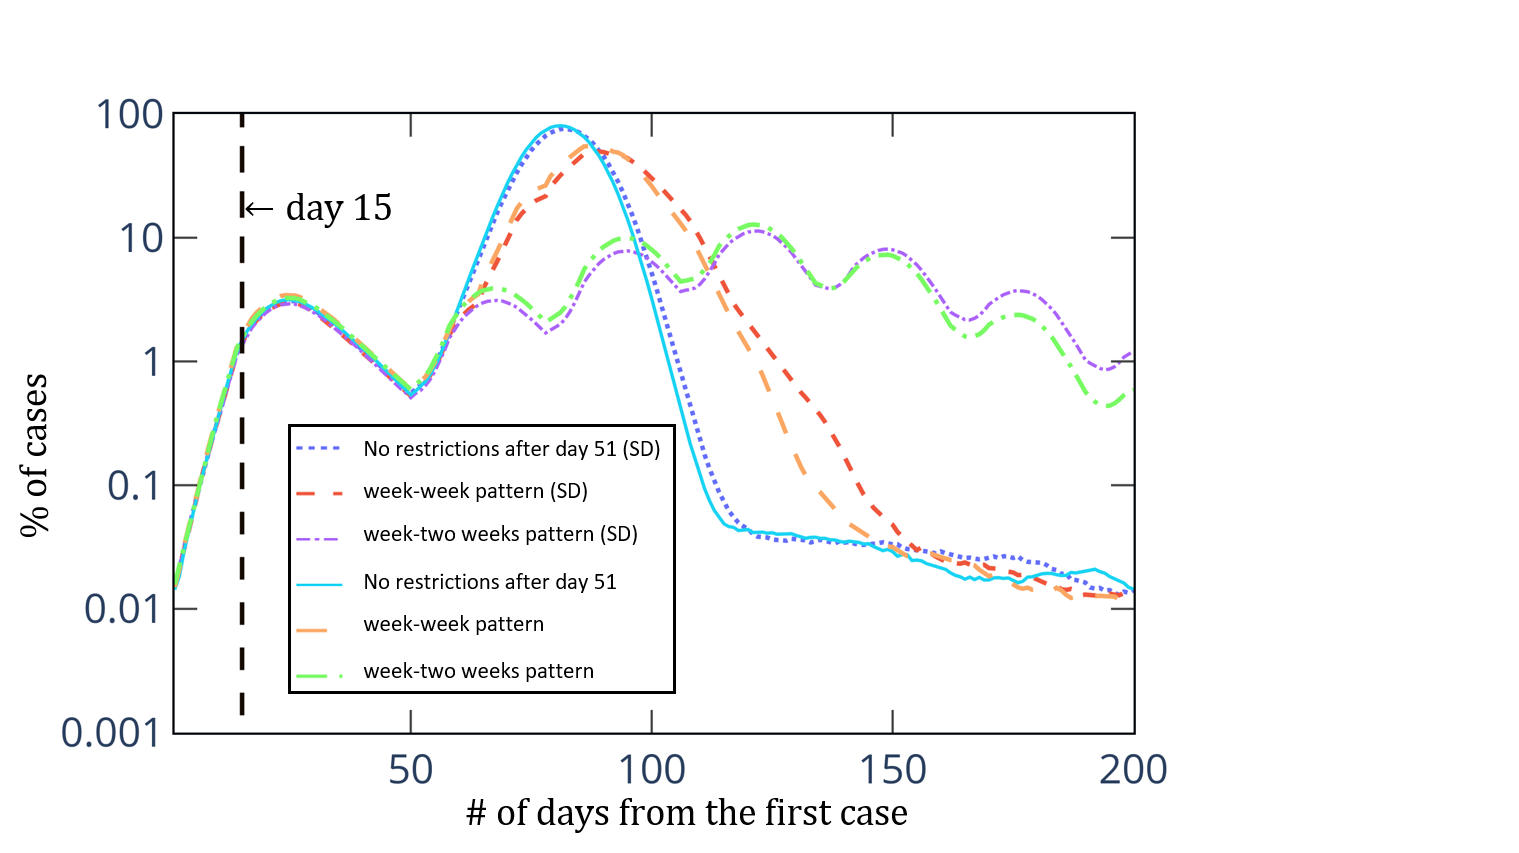 100
10
1
0.1
0.01
0.001
% of cases
← day 15
No restrictions after day 51 (SD)
week-week pattern (SD)
week-two weeks pattern (SD)
No restrictions after day 51
week-week pattern
week-two weeks pattern
50 100 150 200
# of days from the first case